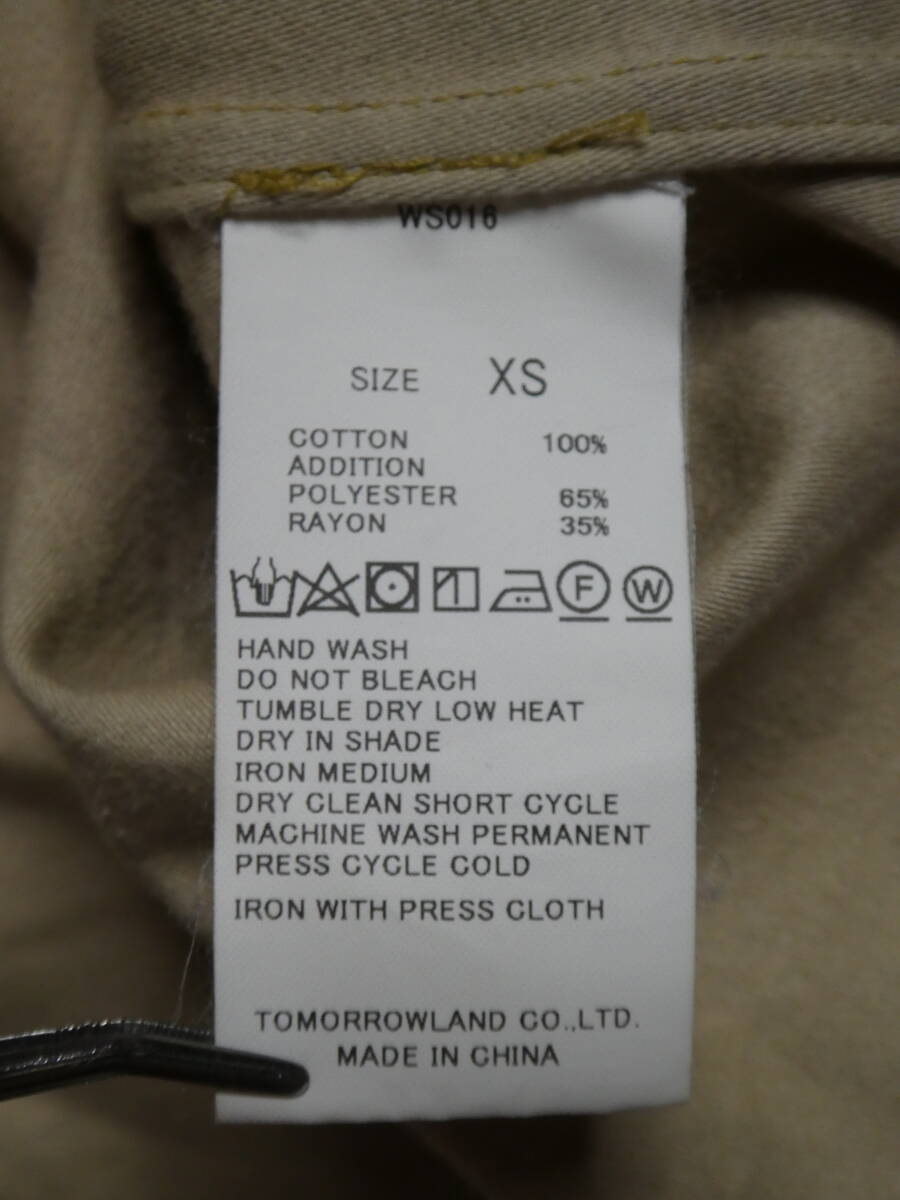 WS016
SIZE XS
COTTON 100%
ADDITION
POLYESTER 65%
RAYON 35%
F W
HAND WASH
DO NOT BLEACH
TUMBLE DRY LOW HEAT
DRY IN SHADE
IRON MEDIUM
DRY CLEAN SHORT CYCLE
MACHINE WASH PERMANENT
PRESS CYCLE COLD
IRON WITH PRESS CLOTH
TOMORROWLAND CO.,LTD.
MADE IN CHINA